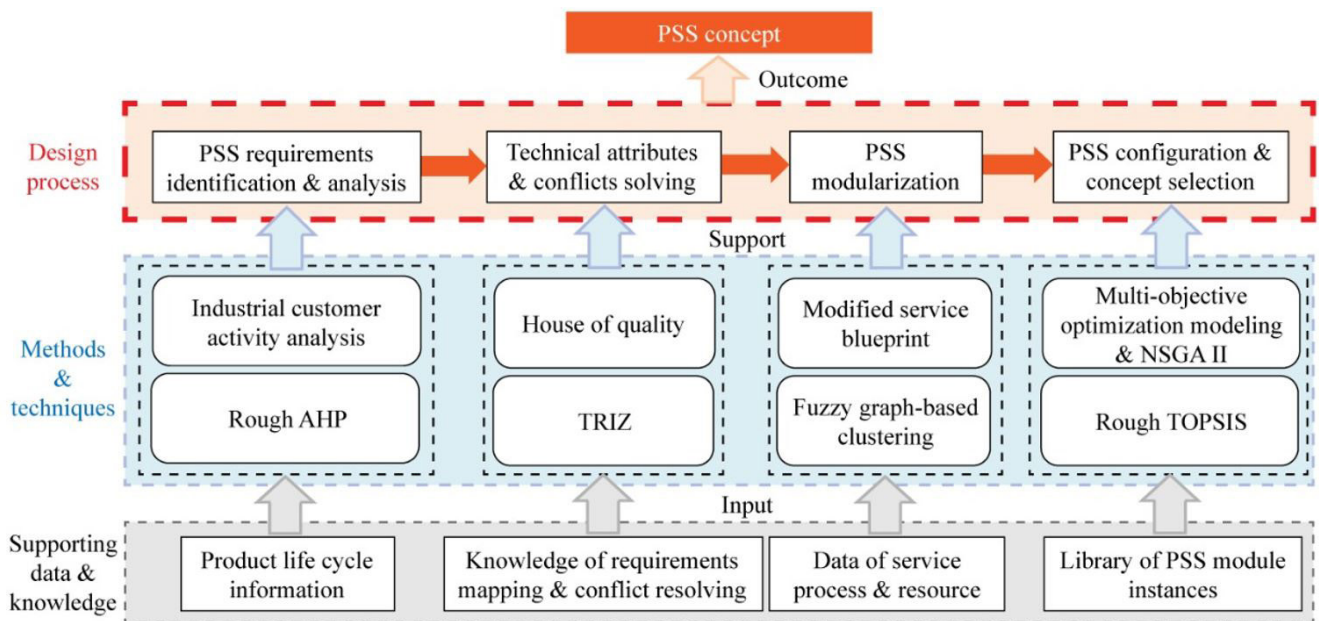 PSS concept
Outcome
Design
process
PSS requirements
identification & analysis
Technical attributes
& conflicts solving
PSS
modularization
PSS configuration &
concept selection
Support
Methods
&
techniques
Industrial customer
activity analysis
House of quality
Modified service
blueprint
Multi-objective
optimization modeling
& NSGA II
Rough AHP
TRIZ
Fuzzy graph-based
clustering
Rough TOPSIS
Input
Supporting
data &
knowledge
Product life cycle
information
Knowledge of requirements
mapping & conflict resolving
Data of service
process & resource
Library of PSS module
instances